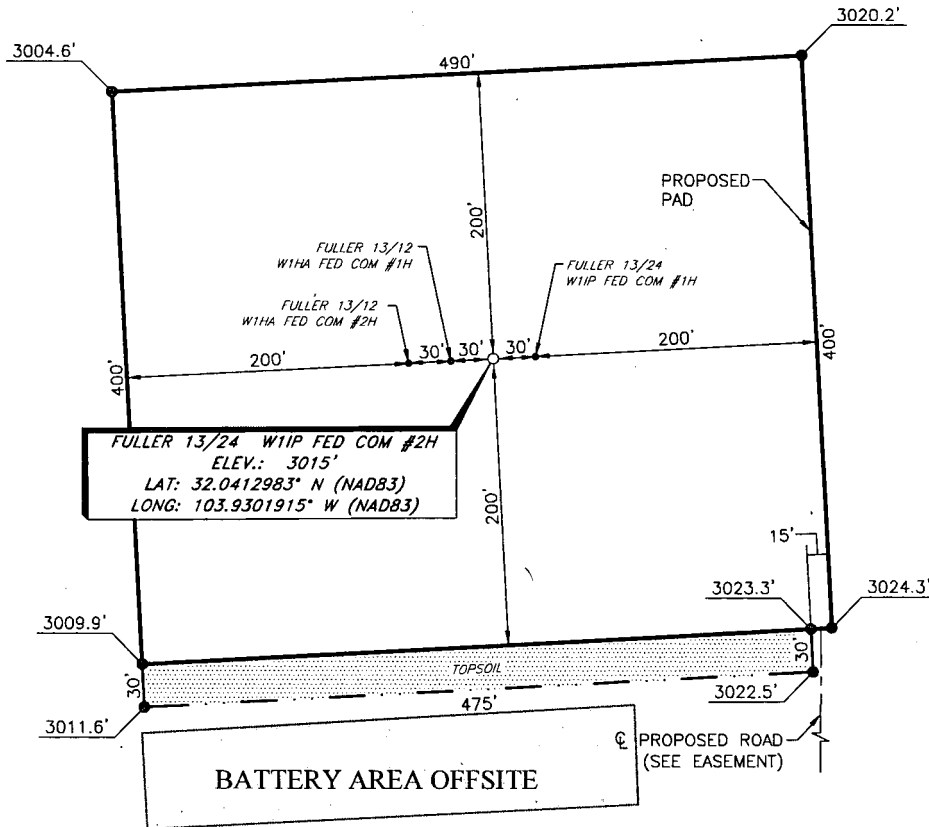 3020.2'
3004.6'
490'
PROPOSED
PAD
200'
FULLER 13/12
W1HA FED COM #1H
FULLER 13/24
W1IP FED COM #1H
FULLER 13/12
W1HA FED COM #2H
200'
30'
30'
30'
200'
400'
400'
FULLER 13/24 W1IP FED COM #2H
ELEV.: 3015'
LAT: 32.0412983° N (NAD83)
LONG: 103.9301915° W (NAD83)
200'
15'
3023.3'
3024.3'
3009.9'
30'
TOPSOIL
30'
3022.5'
3011.6'
475'
℄ PROPOSED ROAD
(SEE EASEMENT)
BATTERY AREA OFFSITE